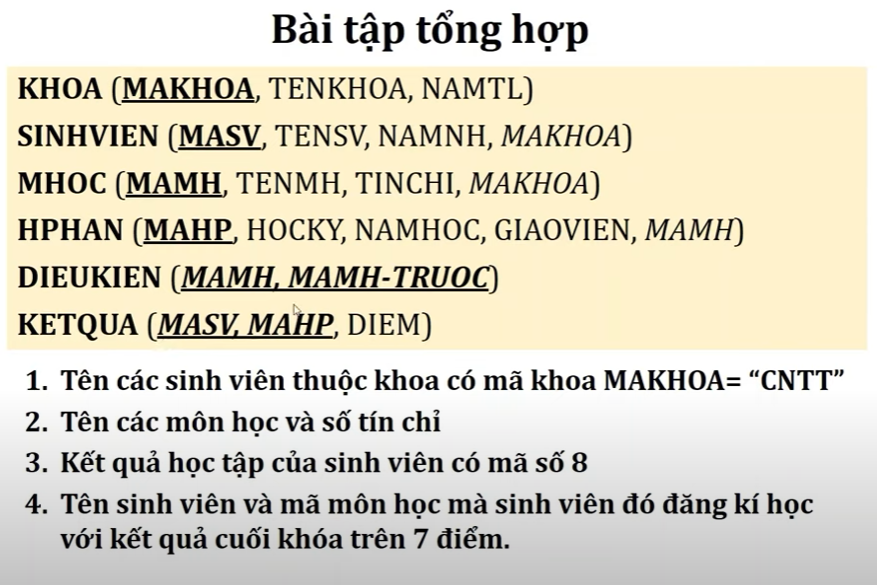 Bài tập tổng hợp
KHOA (MAKHOA, TENKHOA, NAMTL)
SINHVIEN (MASV, TENSV, NAMNH, MAKHOA)
MHOC (MAMH, TENMH, TINCHI, MAKHOA)
HPHAN (MAHP, HOCKY, NAMHOC, GIAOVIEN, MAMH)
DIEUKIEN (MAMH, MAMH-TRUOC)
KETQUA (MASV, MAHP, DIEM)
1. Tên các sinh viên thuộc khoa có mã khoa MAKHOA= “CNTT”
2. Tên các môn học và số tín chỉ
3. Kết quả học tập của sinh viên có mã số 8
4. Tên sinh viên và mã môn học mà sinh viên đó đăng kí học
với kết quả cuối khóa trên 7 điểm.